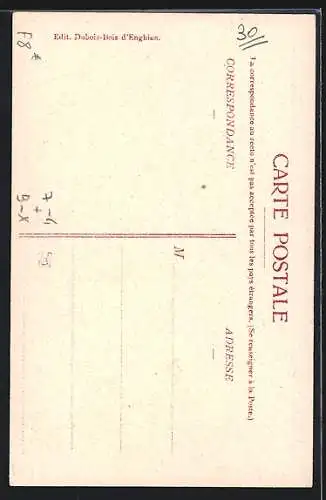 CARTE POSTALE
La correspondance au recto n'est pas acceptée par tous les pays étrangers. (Se renseigner à la Poste.)
CORRESPONDANCE
ADRESSE
M
Edit. Dubois-Bois d'Enghien.
30//
F8*